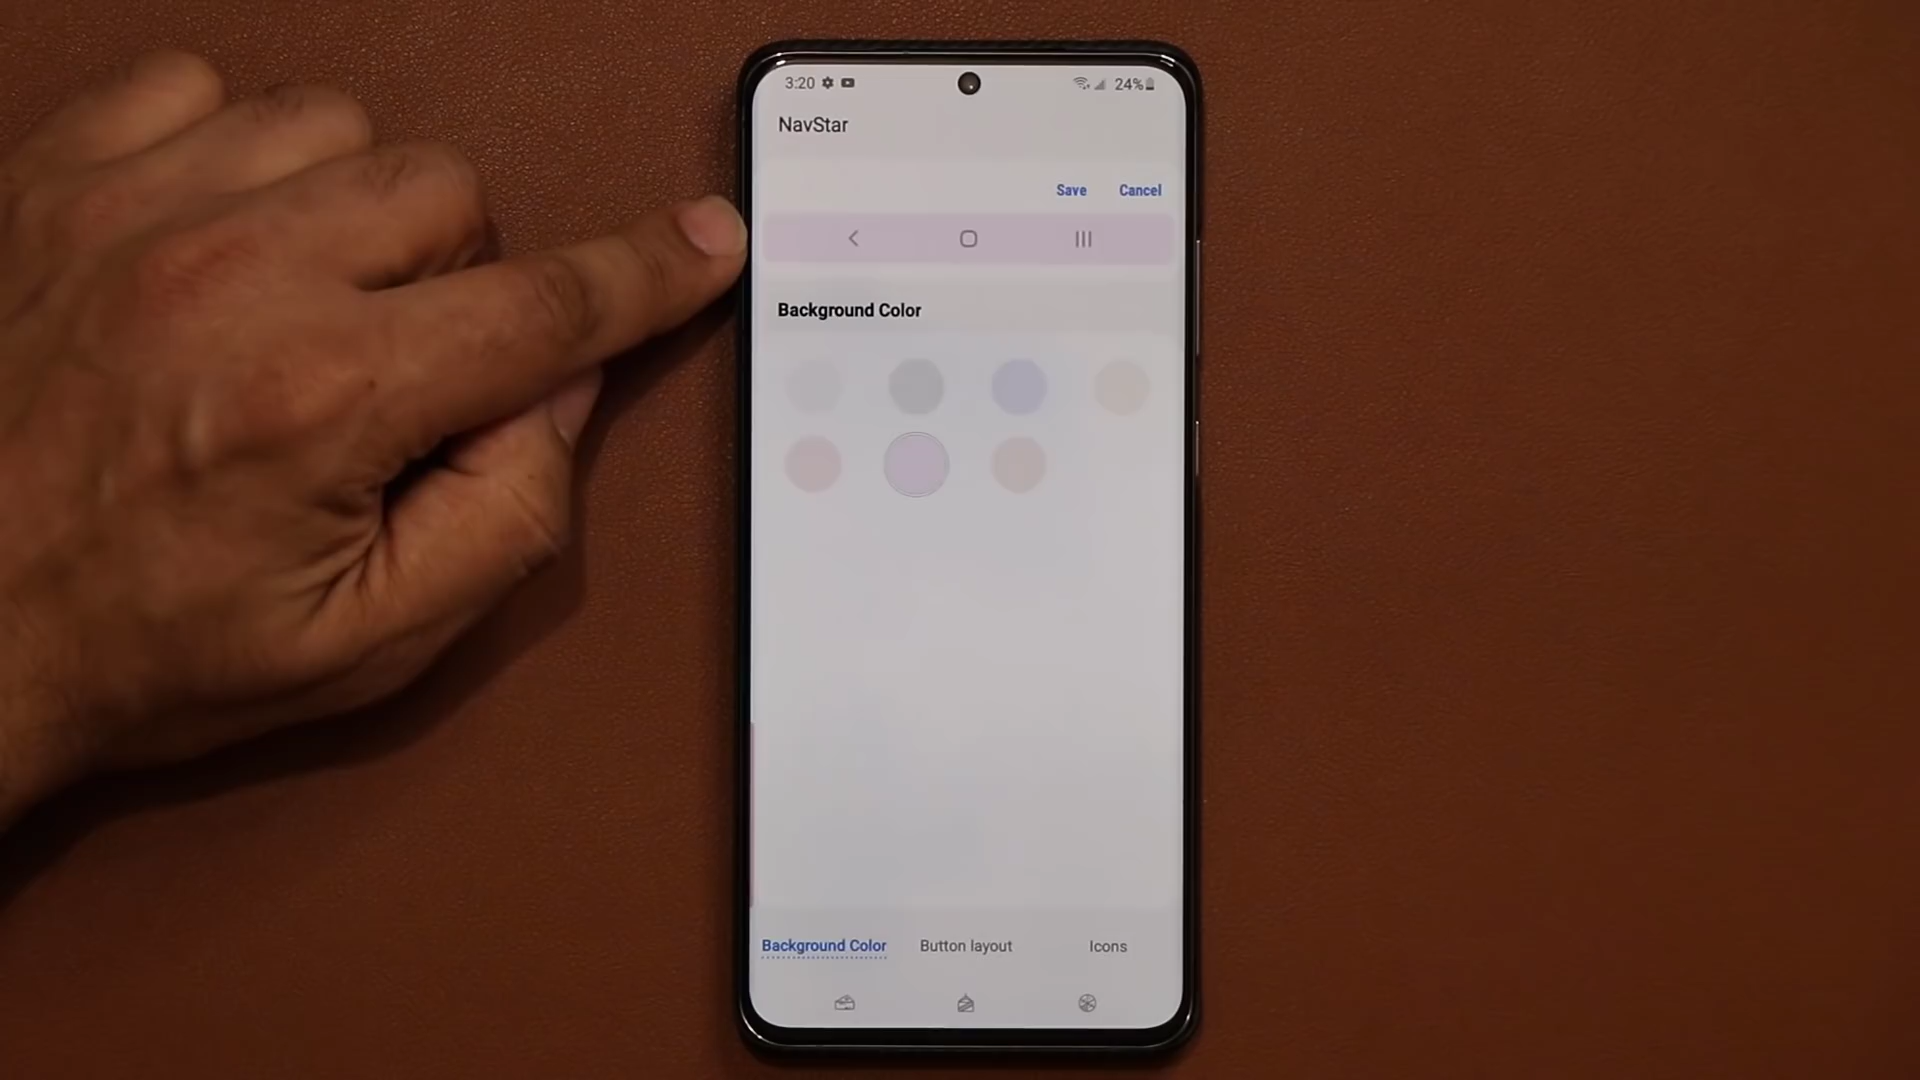 3:20 24%
NavStar
Save Cancel
Background Color
Background Color Button layout Icons